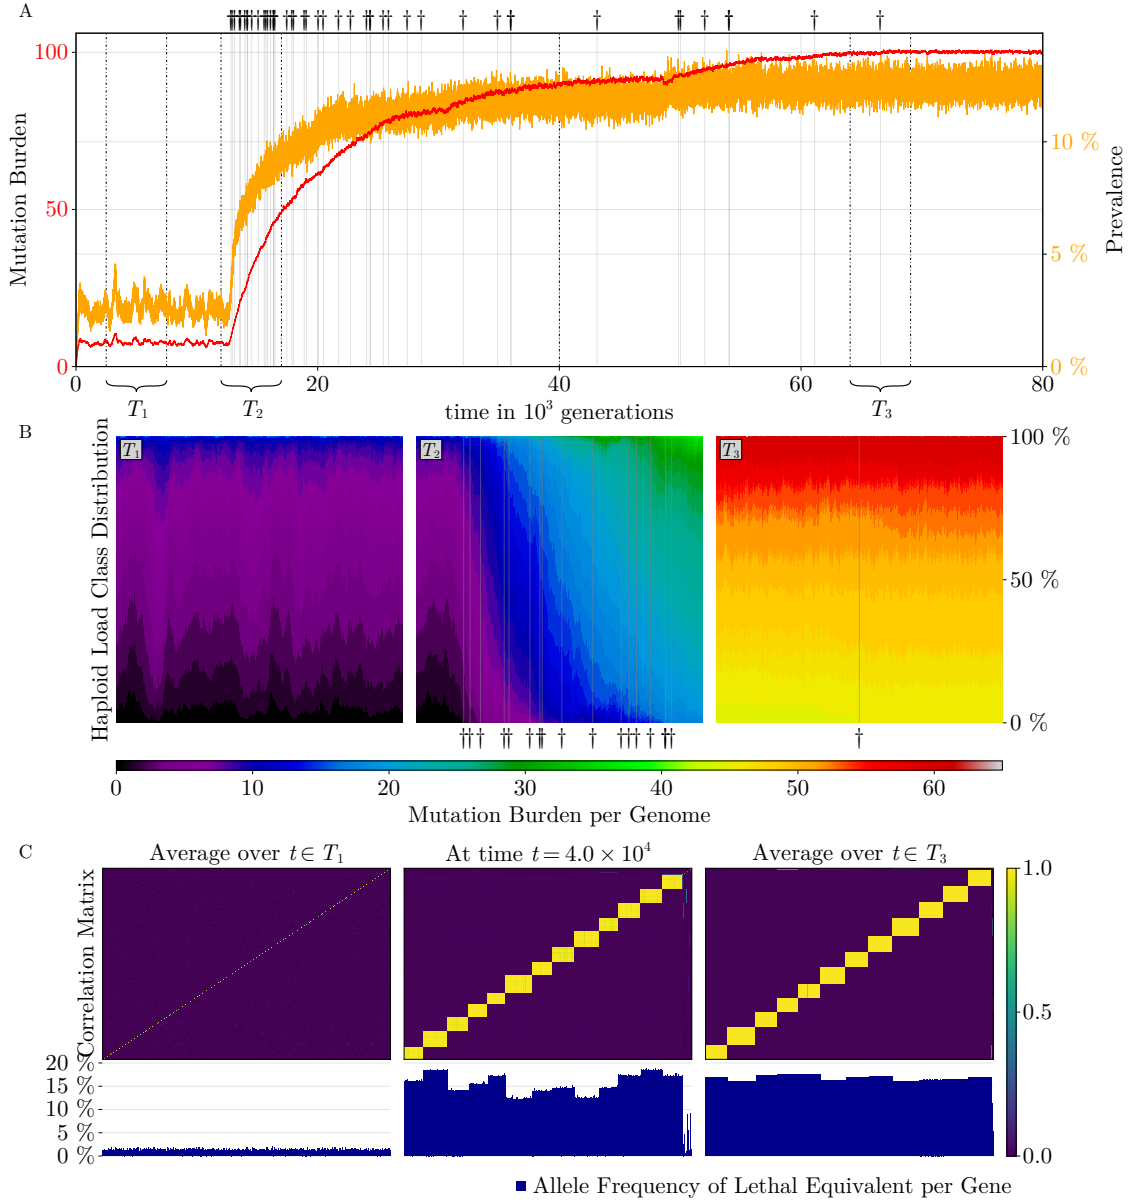 A
† † † † † † † † † † † † † † † † † † † † † † † † † † † † † † † †
Mutation Burden
100
50
0
10 %
5 %
0 %
Prevalence
0
20
40
60
80
T1
T2
time in 10³ generations
T3
B
Haploid Load Class Distribution
T1
T2
T3
100 %
50 %
0 %
† † † † † † † † † † † † † † † † †
†
0
10
20
30
40
50
60
Mutation Burden per Genome
C
Average over t ∈ T1
At time t = 4.0 × 10⁴
Average over t ∈ T3
Correlation Matrix
1.0
0.5
0.0
20 %
15 %
10 %
5 %
0 %
Allele Frequency of Lethal Equivalent per Gene